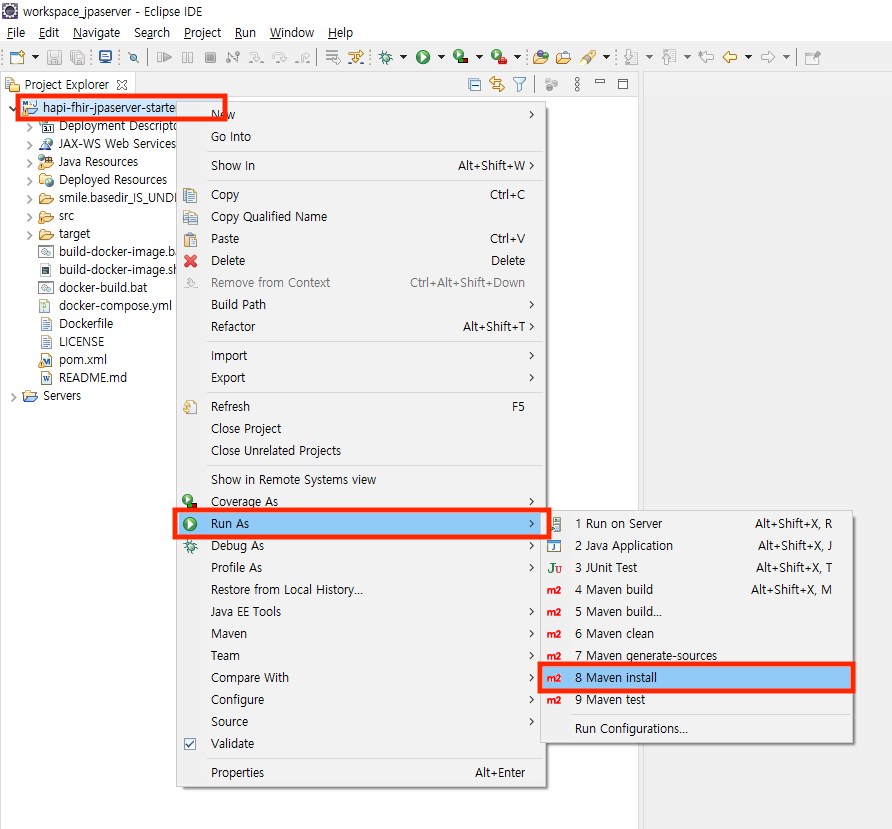 workspace_jpaserver - Eclipse IDE
File Edit Navigate Search Project Run Window Help
Project Explorer
hapi-fhir-jpaserver-starte
Deployment Descripto
JAX-WS Web Services
Java Resources
Deployed Resources
smile.basedir_IS_UNDI
src
target
build-docker-image.ba
build-docker-image.sh
docker-build.bat
docker-compose.yml
Dockerfile
LICENSE
pom.xml
README.md
Servers
New
Go Into
Show In Alt+Shift+W
Copy Ctrl+C
Copy Qualified Name
Paste Ctrl+V
Delete Delete
Remove from Context Ctrl+Alt+Shift+Down
Build Path
Refactor Alt+Shift+T
Import
Export
Refresh F5
Close Project
Close Unrelated Projects
Show in Remote Systems view
Coverage As
Run As
Debug As
Profile As
Restore from Local History...
Java EE Tools
Maven
Team
Compare With
Configure
Source
Validate
Properties Alt+Enter
1 Run on Server Alt+Shift+X, R
2 Java Application Alt+Shift+X, J
3 JUnit Test Alt+Shift+X, T
4 Maven build Alt+Shift+X, M
5 Maven build...
6 Maven clean
7 Maven generate-sources
8 Maven install
9 Maven test
Run Configurations...